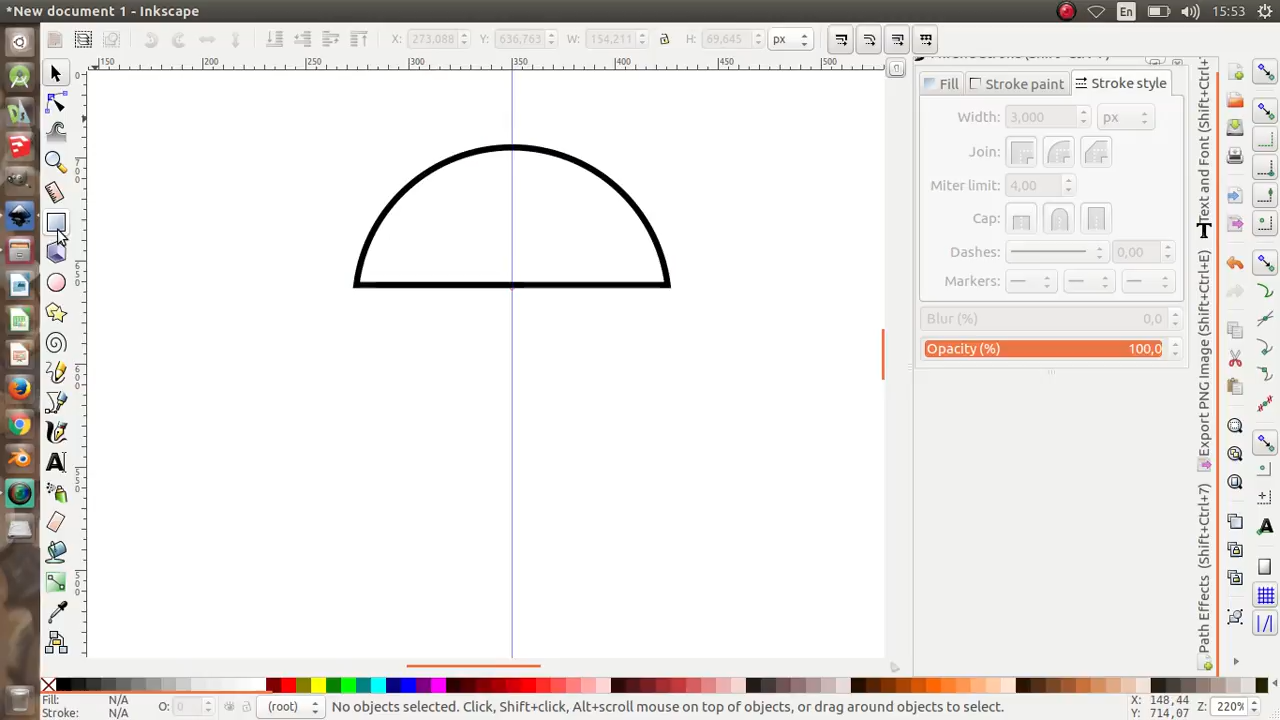 *New document 1 - Inkscape
En
15:53
X: 273,088 Y: 636,763 W: 154,211 H: 69,645 px
150 200 250 300 350 400 450 500
Fill Stroke paint Stroke style
Width: 3,000 px
Join:
Miter limit: 4,00
Cap:
Dashes: 0,00
Markers:
Blur (%) 0,0
Opacity (%) 100,0
Text and Font (Shift+Ctrl+
Export PNG Image (Shift+Ctrl+E)
Path Effects (Shift+Ctrl+7)
Fill: N/A
Stroke: N/A
O: 0
(root)
No objects selected. Click, Shift+click, Alt+scroll mouse on top of objects, or drag around objects to select.
X: 148,44
Y: 714,07
Z: 220%